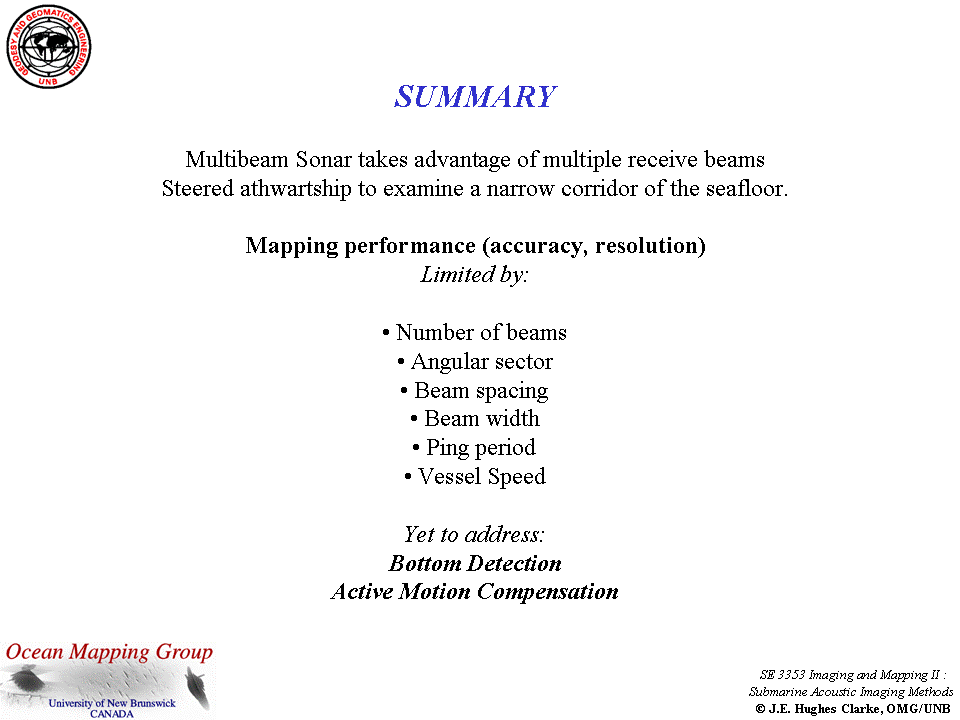 GEODESY AND GEOMATICS ENGINEERING
UNB
SUMMARY
Multibeam Sonar takes advantage of multiple receive beams
Steered athwartship to examine a narrow corridor of the seafloor.
Mapping performance (accuracy, resolution)
Limited by:
• Number of beams
• Angular sector
• Beam spacing
• Beam width
• Ping period
• Vessel Speed
Yet to address:
Bottom Detection
Active Motion Compensation
Ocean Mapping Group
University of New Brunswick
CANADA
SE 3353 Imaging and Mapping II :
Submarine Acoustic Imaging Methods
© J.E. Hughes Clarke, OMG/UNB